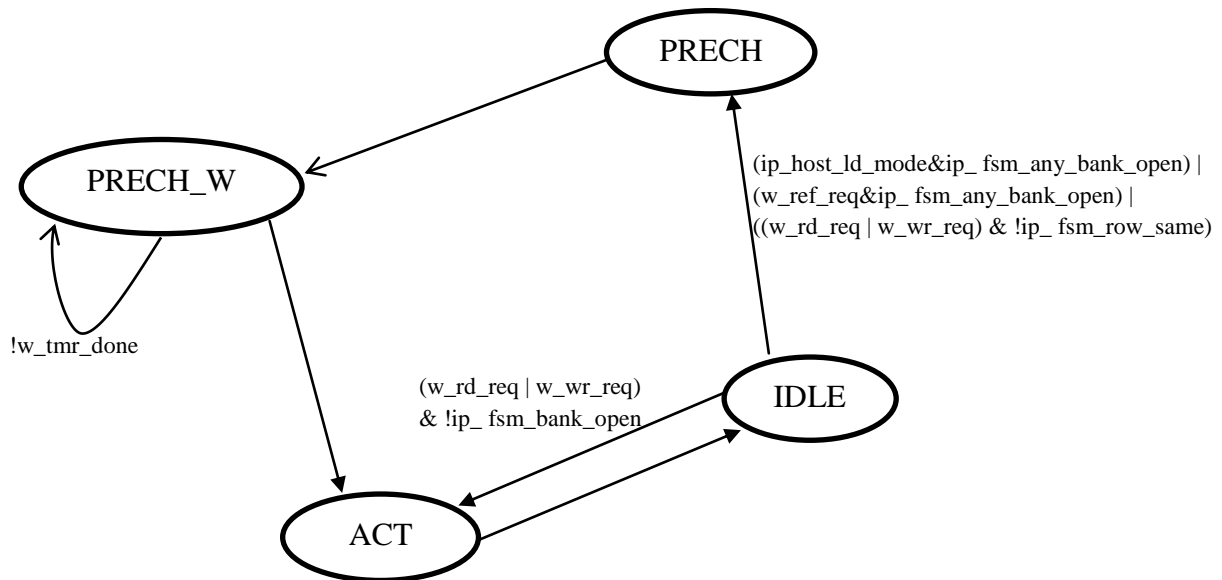 PRECH
PRECH_W
(ip_host_ld_mode&ip_ fsm_any_bank_open) |
(w_ref_req&ip_ fsm_any_bank_open) |
((w_rd_req | w_wr_req) & !ip_ fsm_row_same)
!w_tmr_done
(w_rd_req | w_wr_req)
& !ip_ fsm_bank_open
IDLE
ACT